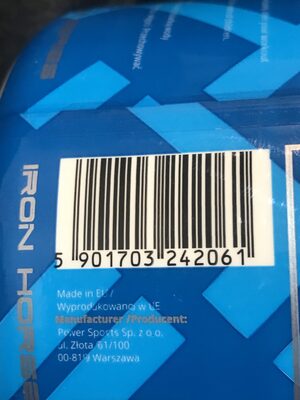 IRON HORSE
5 901703 242061
Made in EU /
Wyprodukowano w UE
Manufacturer /Producent:
Power Sports Sp. z o.o.
ul. Złota 61/100
00-819 Warszawa